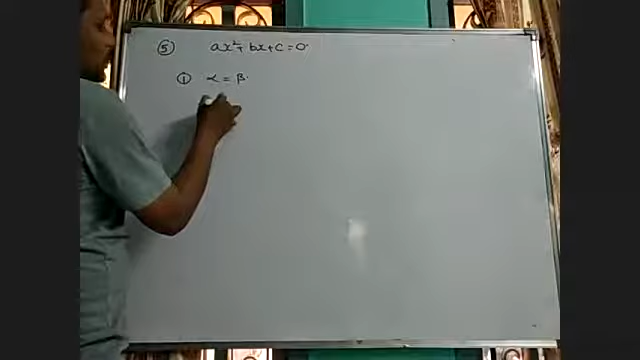 ⑤ ax²+bx+c=0.
① α = β.